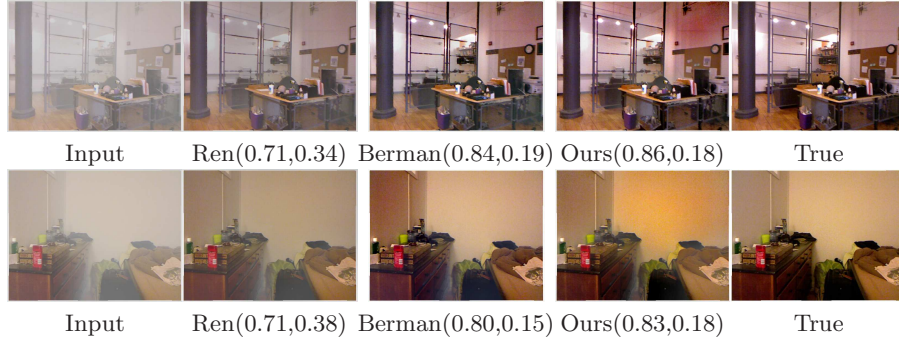 Input Ren(0.71,0.34) Berman(0.84,0.19) Ours(0.86,0.18) True
Input Ren(0.71,0.38) Berman(0.80,0.15) Ours(0.83,0.18) True